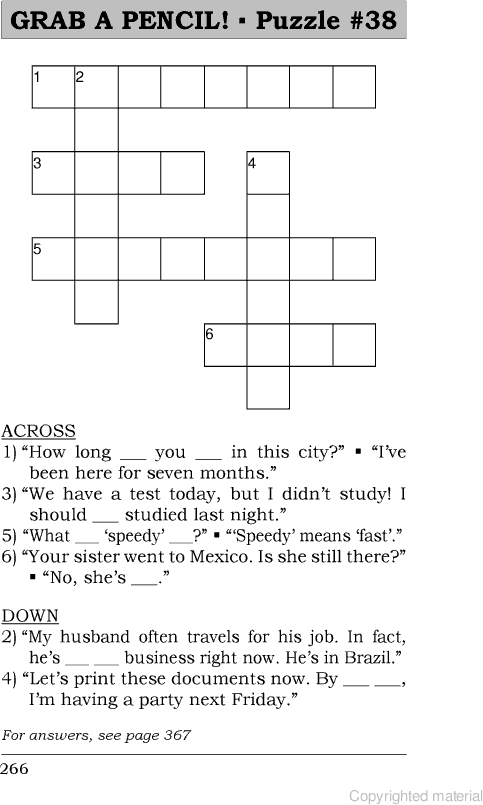 GRAB A PENCIL! ▪ Puzzle #38
1 2
3 4
5
6
ACROSS
1) “How long ___ you ___ in this city?” ▪ “I’ve
been here for seven months.”
3) “We have a test today, but I didn’t study! I
should ___ studied last night.”
5) “What ___ ‘speedy’ ___?” ▪ “‘Speedy’ means ‘fast’.”
6) “Your sister went to Mexico. Is she still there?”
▪ “No, she’s ___.”
DOWN
2) “My husband often travels for his job. In fact,
he’s ___ ___ business right now. He’s in Brazil.”
4) “Let’s print these documents now. By ___ ___,
I’m having a party next Friday.”
For answers, see page 367
266
Copyrighted material